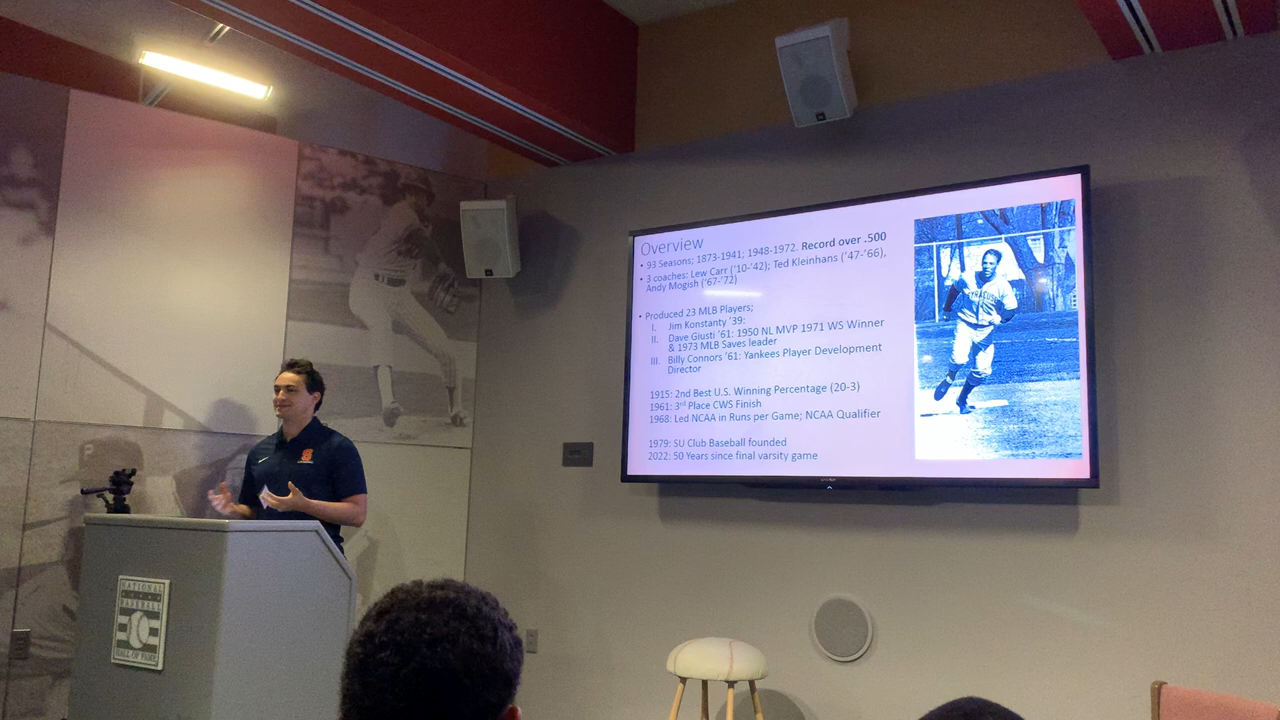 Overview
• 93 Seasons; 1873-1941; 1948-1972. Record over .500
• 3 coaches: Lew Carr ('10-'42); Ted Kleinhans ('47-'66),
Andy Mogish ('67-'72)
• Produced 23 MLB Players;
I. Jim Konstanty '39:
II. Dave Giusti '61: 1950 NL MVP 1971 WS Winner
& 1973 MLB Saves leader
III. Billy Connors '61: Yankees Player Development
Director
1915: 2nd Best U.S. Winning Percentage (20-3)
1961: 3rd Place CWS Finish
1968: Led NCAA in Runs per Game; NCAA Qualifier
1979: SU Club Baseball founded
2022: 50 Years since final varsity game
SYRACUSE
S
P
NATIONAL
BASEBALL
HALL OF FAME